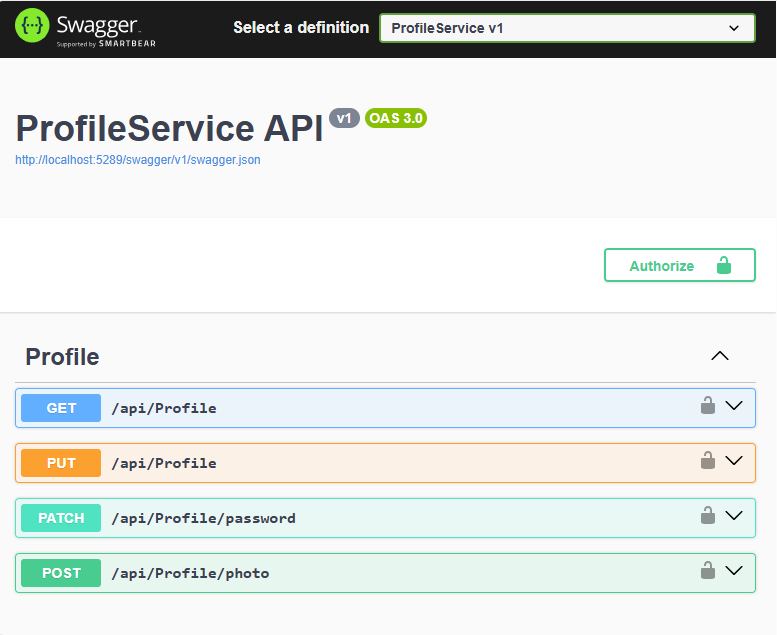 Swagger.
Supported by SMARTBEAR
Select a definition
ProfileService v1
ProfileService API v1 OAS 3.0
http://localhost:5289/swagger/v1/swagger.json
Authorize
Profile
GET /api/Profile
PUT /api/Profile
PATCH /api/Profile/password
POST /api/Profile/photo